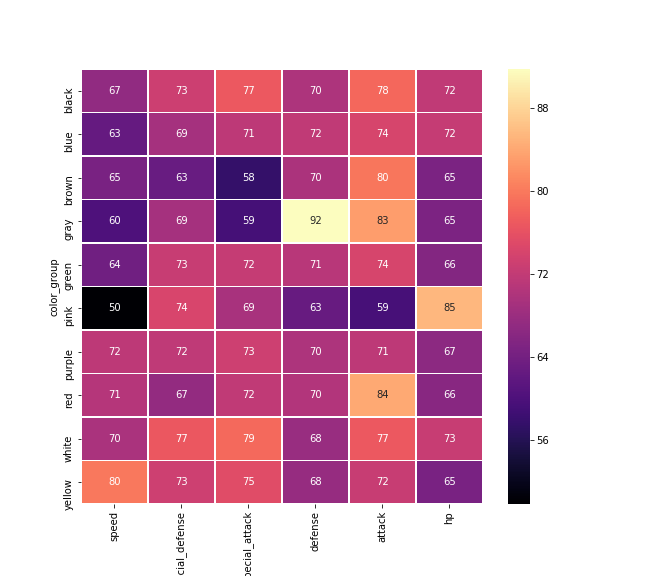 color_group
black 67 73 77 70 78 72
blue 63 69 71 72 74 72
brown 65 63 58 70 80 65
gray 60 69 59 92 83 65
green 64 73 72 71 74 66
pink 50 74 69 63 59 85
purple 72 72 73 70 71 67
red 71 67 72 70 84 66
white 70 77 79 68 77 73
yellow 80 73 75 68 72 65
speed cial_defense pecial_attack defense attack hp
88
80
72
64
56